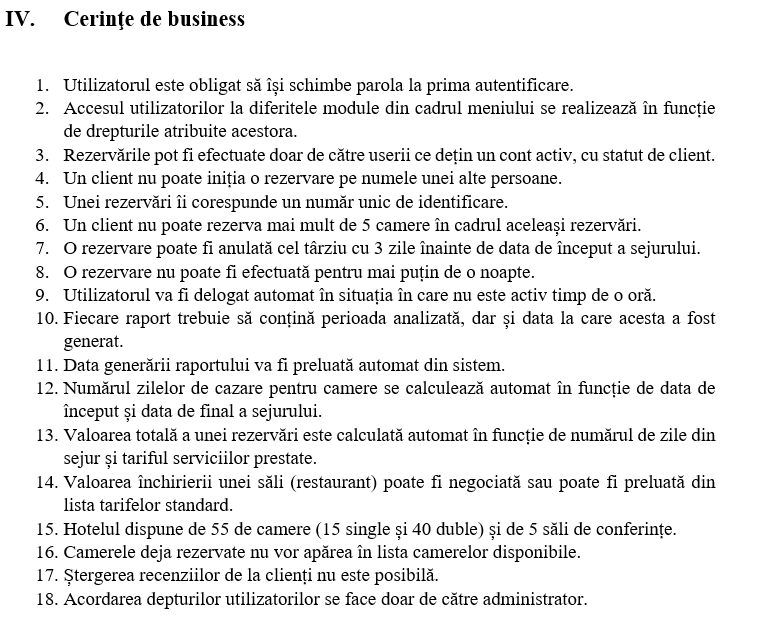 IV. Cerinţe de business
1. Utilizatorul este obligat să își schimbe parola la prima autentificare.
2. Accesul utilizatorilor la diferitele module din cadrul meniului se realizează în funcție
de drepturile atribuite acestora.
3. Rezervările pot fi efectuate doar de către userii ce dețin un cont activ, cu statut de client.
4. Un client nu poate iniția o rezervare pe numele unei alte persoane.
5. Unei rezervări îi corespunde un număr unic de identificare.
6. Un client nu poate rezerva mai mult de 5 camere în cadrul aceleași rezervări.
7. O rezervare poate fi anulată cel târziu cu 3 zile înainte de data de început a sejurului.
8. O rezervare nu poate fi efectuată pentru mai puțin de o noapte.
9. Utilizatorul va fi delogat automat în situația în care nu este activ timp de o oră.
10. Fiecare raport trebuie să conțină perioada analizată, dar și data la care acesta a fost
generat.
11. Data generării raportului va fi preluată automat din sistem.
12. Numărul zilelor de cazare pentru camere se calculează automat în funcție de data de
început și data de final a sejurului.
13. Valoarea totală a unei rezervări este calculată automat în funcție de numărul de zile din
sejur și tariful serviciilor prestate.
14. Valoarea închirierii unei săli (restaurant) poate fi negociată sau poate fi preluată din
lista tarifelor standard.
15. Hotelul dispune de 55 de camere (15 single și 40 duble) și de 5 săli de conferințe.
16. Camerele deja rezervate nu vor apărea în lista camerelor disponibile.
17. Ștergerea recenziilor de la clienți nu este posibilă.
18. Acordarea depturilor utilizatorilor se face doar de către administrator.